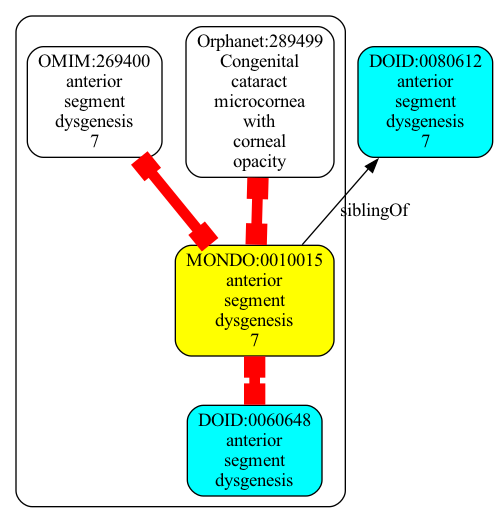 OMIM:269400
anterior
segment
dysgenesis
7
Orphanet:289499
Congenital
cataract
microcornea
with
corneal
opacity
DOID:0080612
anterior
segment
dysgenesis
7
siblingOf
MONDO:0010015
anterior
segment
dysgenesis
7
DOID:0060648
anterior
segment
dysgenesis